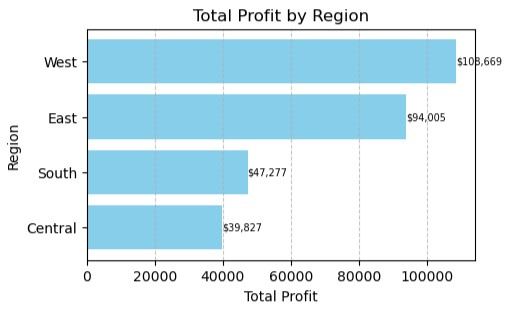 Total Profit by Region
Region
West
$108,669
East
$94,005
South
$47,277
Central
$39,827
0 20000 40000 60000 80000 100000
Total Profit